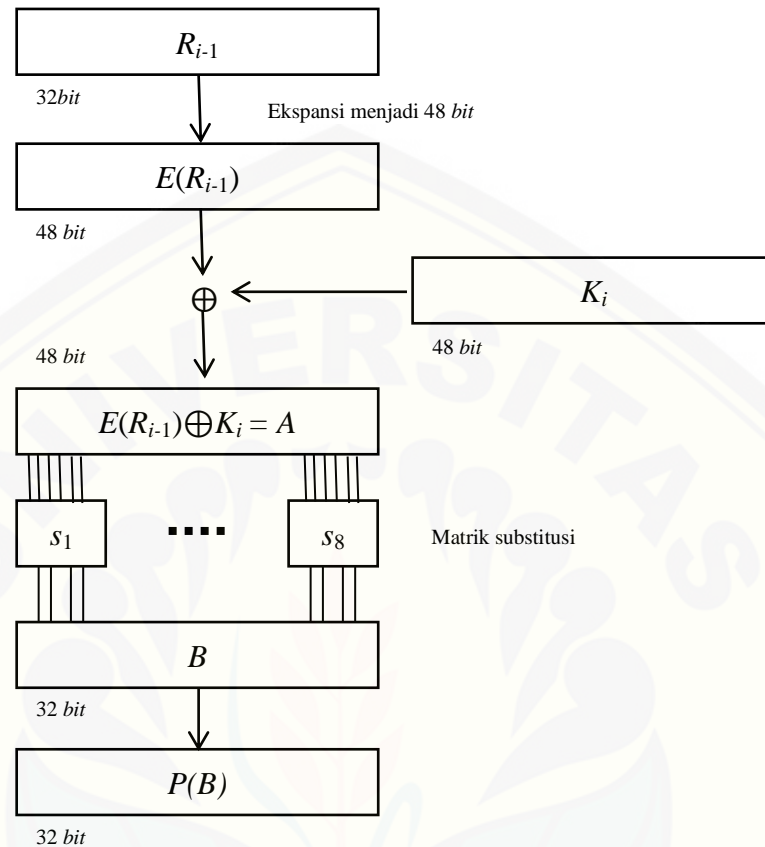 R_{i-1}
32bit
Ekspansi menjadi 48 bit
E(R_{i-1})
48 bit
⊕
K_i
48 bit
48 bit
E(R_{i-1})⊕K_i = A
s_1
....
s_8
Matrik substitusi
B
32 bit
P(B)
32 bit
UNIVERSITAS